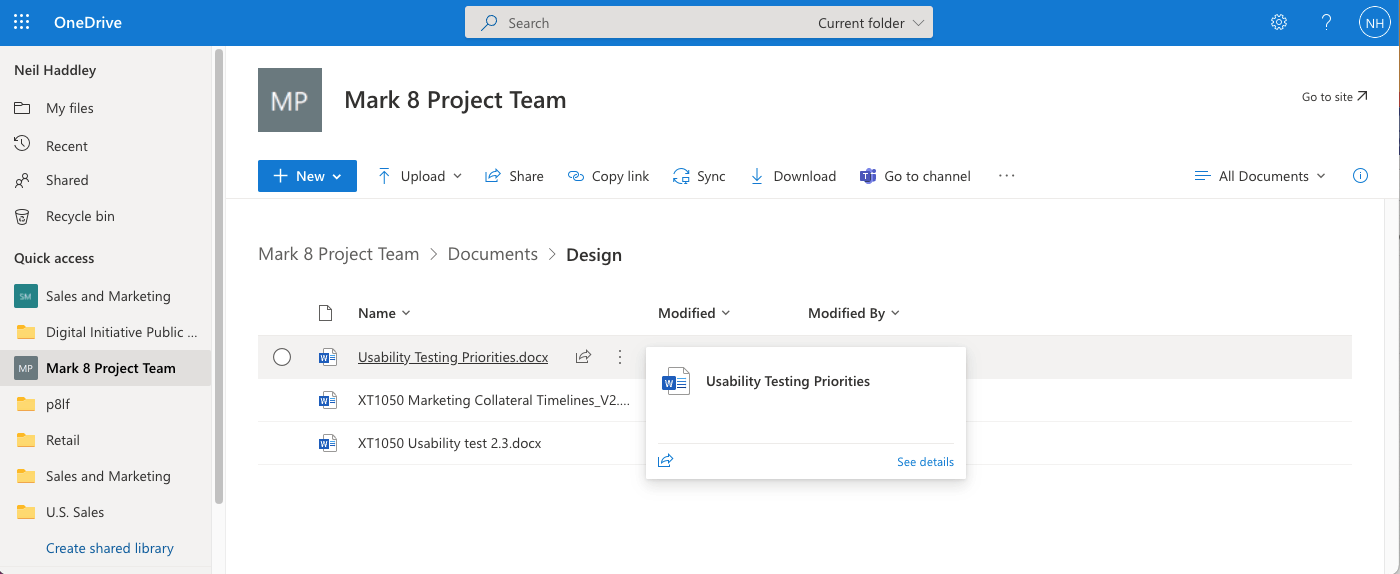 OneDrive
Search
Current folder
NH
Neil Haddley
My files
Recent
Shared
Recycle bin
Quick access
SM Sales and Marketing
Digital Initiative Public ...
MP Mark 8 Project Team
p8lf
Retail
Sales and Marketing
U.S. Sales
Create shared library
MP Mark 8 Project Team
Go to site
New Upload Share Copy link Sync Download Go to channel ... All Documents
Mark 8 Project Team > Documents > Design
Name Modified Modified By
Usability Testing Priorities.docx
XT1050 Marketing Collateral Timelines_V2....
XT1050 Usability test 2.3.docx
Usability Testing Priorities
See details